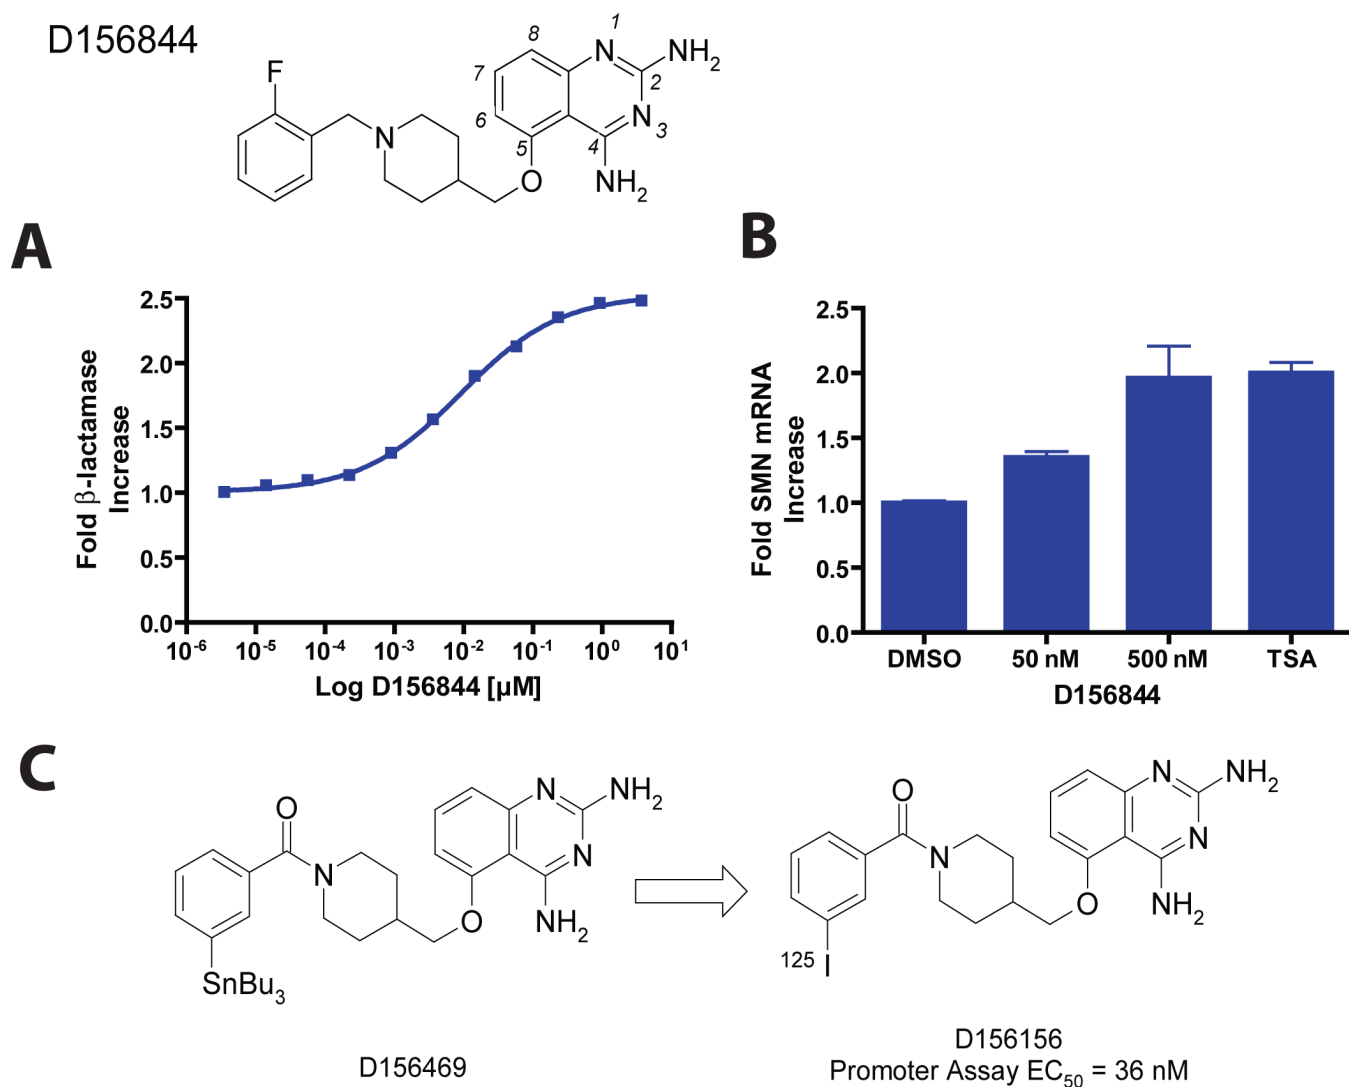 D156844
F
N
O
8
1
7
2
6
3
5
4
N
N
NH2
NH2
A
Fold β-lactamase
Increase
2.5
2.0
1.5
1.0
0.5
0.0
10-6 10-5 10-4 10-3 10-2 10-1 100 101
Log D156844 [µM]
B
Fold SMN mRNA
Increase
2.5
2.0
1.5
1.0
0.5
0.0
DMSO 50 nM 500 nM TSA
D156844
C
O
N
O
N
N
NH2
NH2
SnBu3
D156469
O
N
O
N
N
NH2
NH2
125 I
D156156
Promoter Assay EC50 = 36 nM